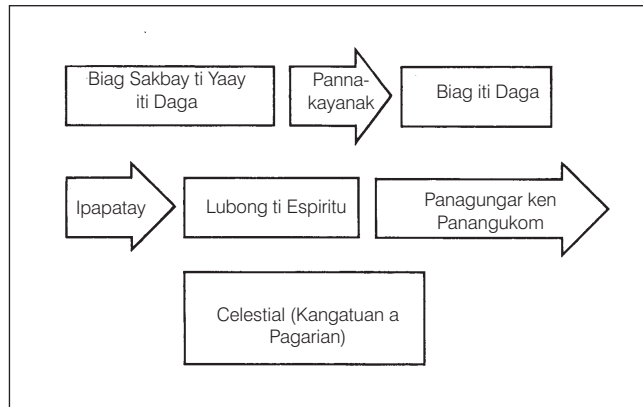 Biag Sakbay ti Yaay
iti Daga
Panna-
kayanak
Biag iti Daga
Ipapatay
Lubong ti Espiritu
Panagungar ken
Panangukom
Celestial (Kangatuan a
Pagarian)